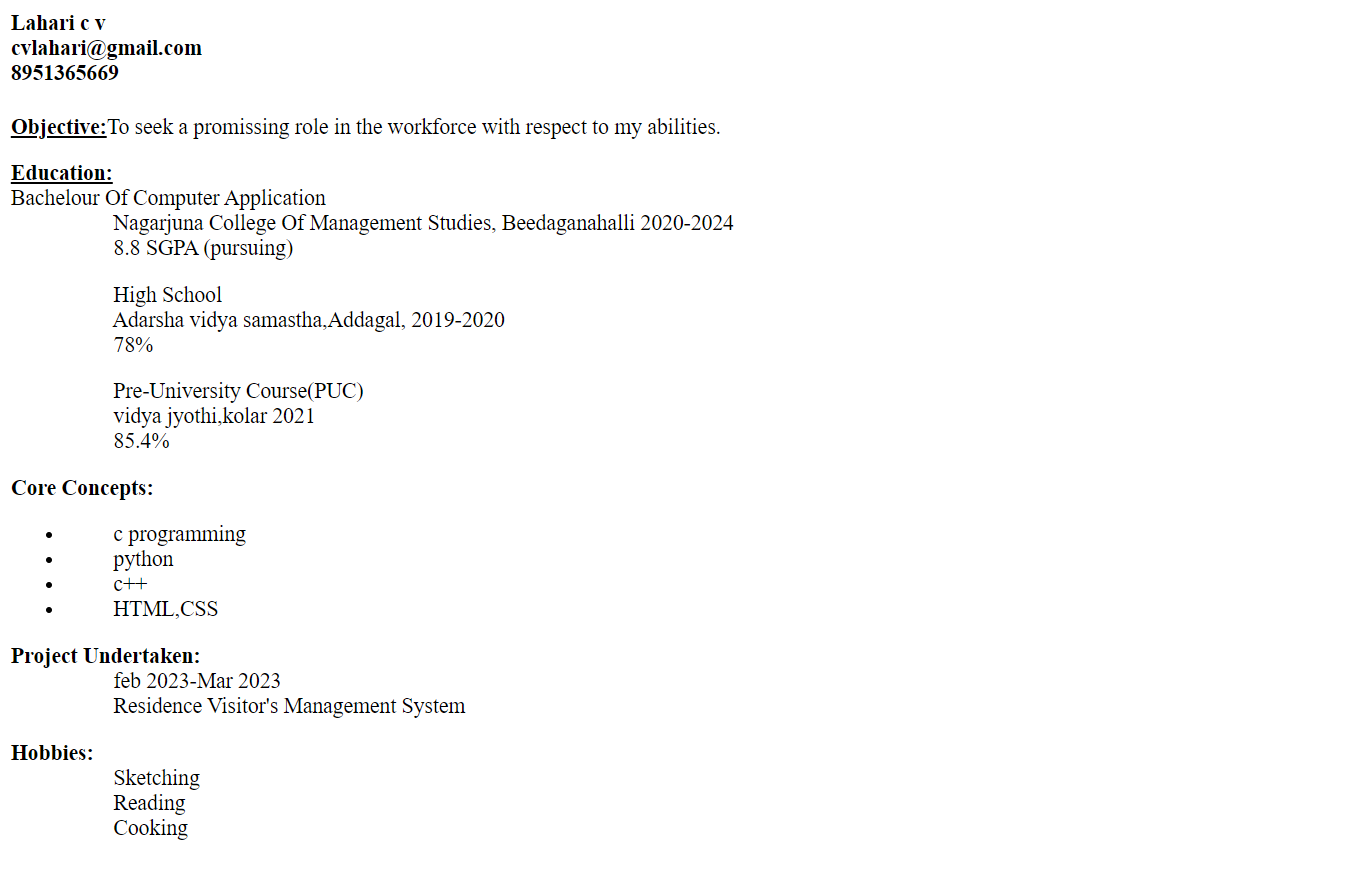 Lahari c v
cvlahari@gmail.com
8951365669
Objective:To seek a promissing role in the workforce with respect to my abilities.
Education:
Bachelour Of Computer Application
Nagarjuna College Of Management Studies, Beedaganahalli 2020-2024
8.8 SGPA (pursuing)
High School
Adarsha vidya samastha,Addagal, 2019-2020
78%
Pre-University Course(PUC)
vidya jyothi,kolar 2021
85.4%
Core Concepts:
• c programming
• python
• c++
• HTML,CSS
Project Undertaken:
feb 2023-Mar 2023
Residence Visitor's Management System
Hobbies:
Sketching
Reading
Cooking